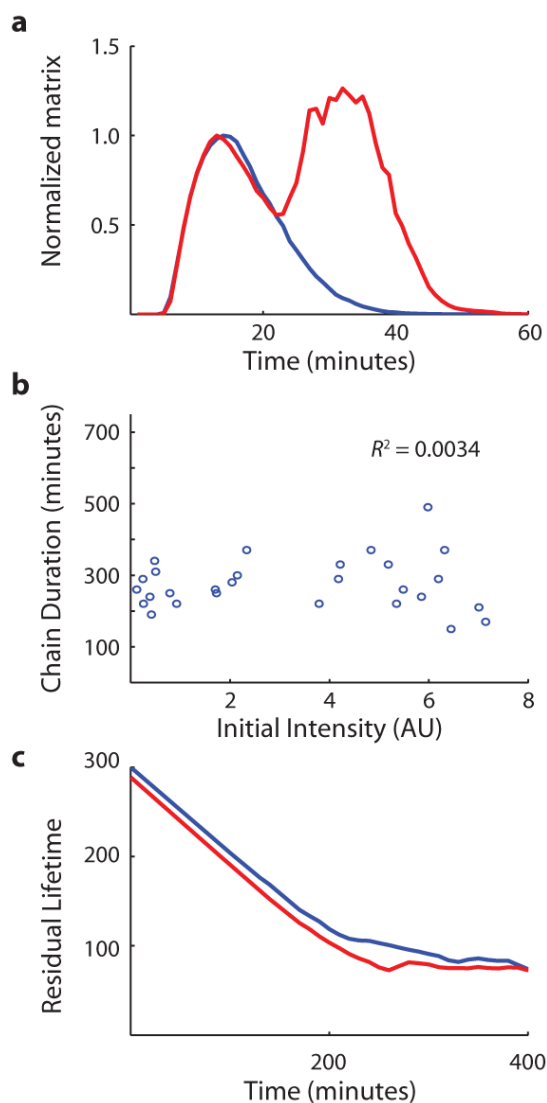 a
Normalized matrix
1.5
1.0
0.5
20
40
60
Time (minutes)
b
Chain Duration (minutes)
700
500
300
100
R² = 0.0034
2
4
6
8
Initial Intensity (AU)
c
Residual Lifetime
300
200
100
200
400
Time (minutes)